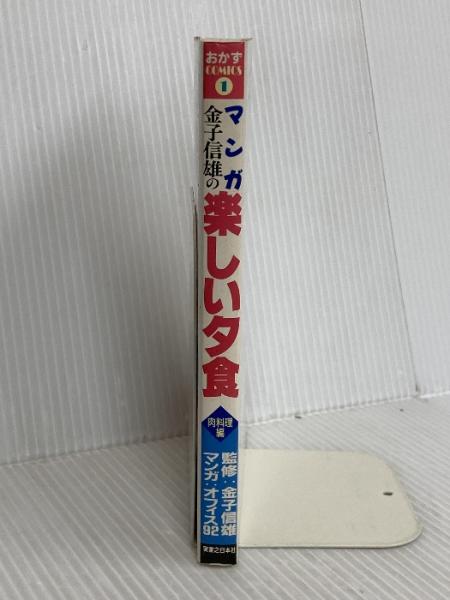 おかず
COMICS
1
マンガ
金子信雄の
楽しい夕食
肉料理
編
監修：金子信雄
マンガ：オフィス92
実業之日本社